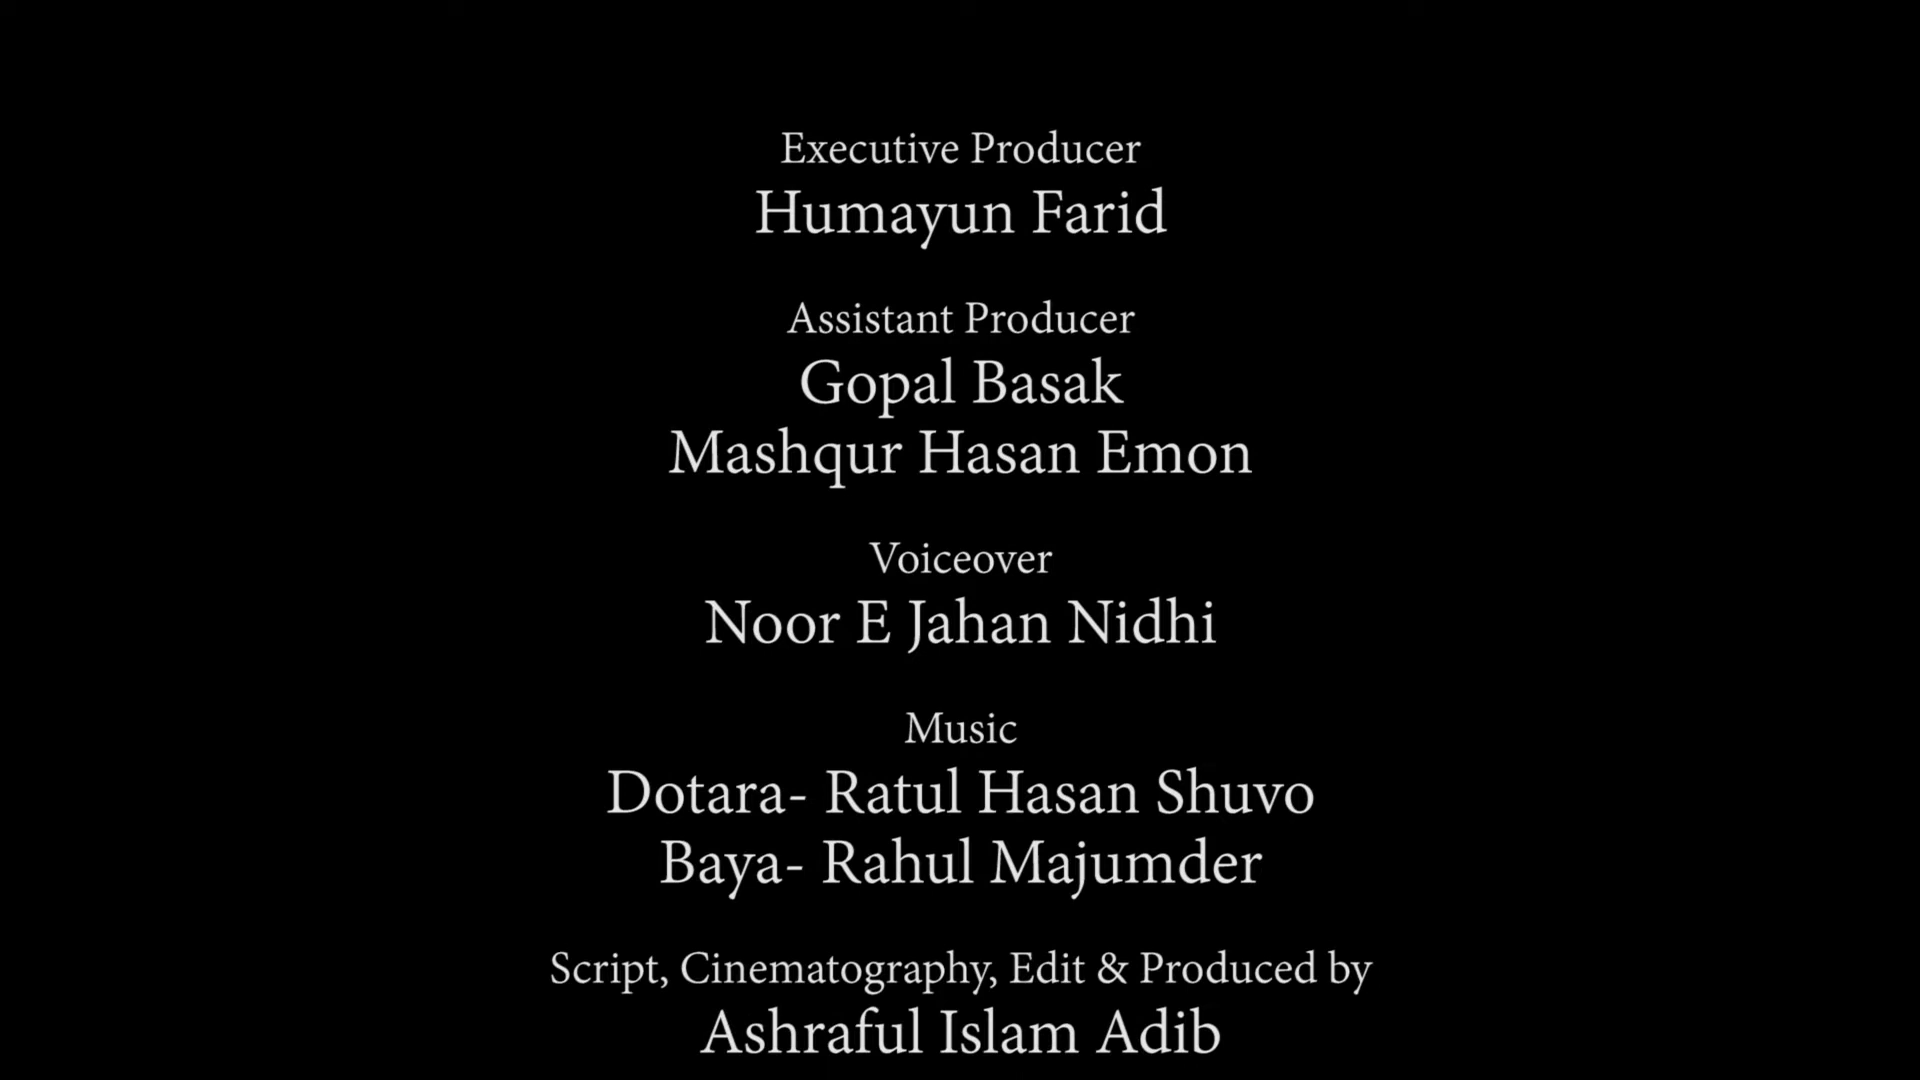 Executive Producer
Humayun Farid
Assistant Producer
Gopal Basak
Mashqur Hasan Emon
Voiceover
Noor E Jahan Nidhi
Music
Dotara- Ratul Hasan Shuvo
Baya- Rahul Majumder
Script, Cinematography, Edit & Produced by
Ashraful Islam Adib